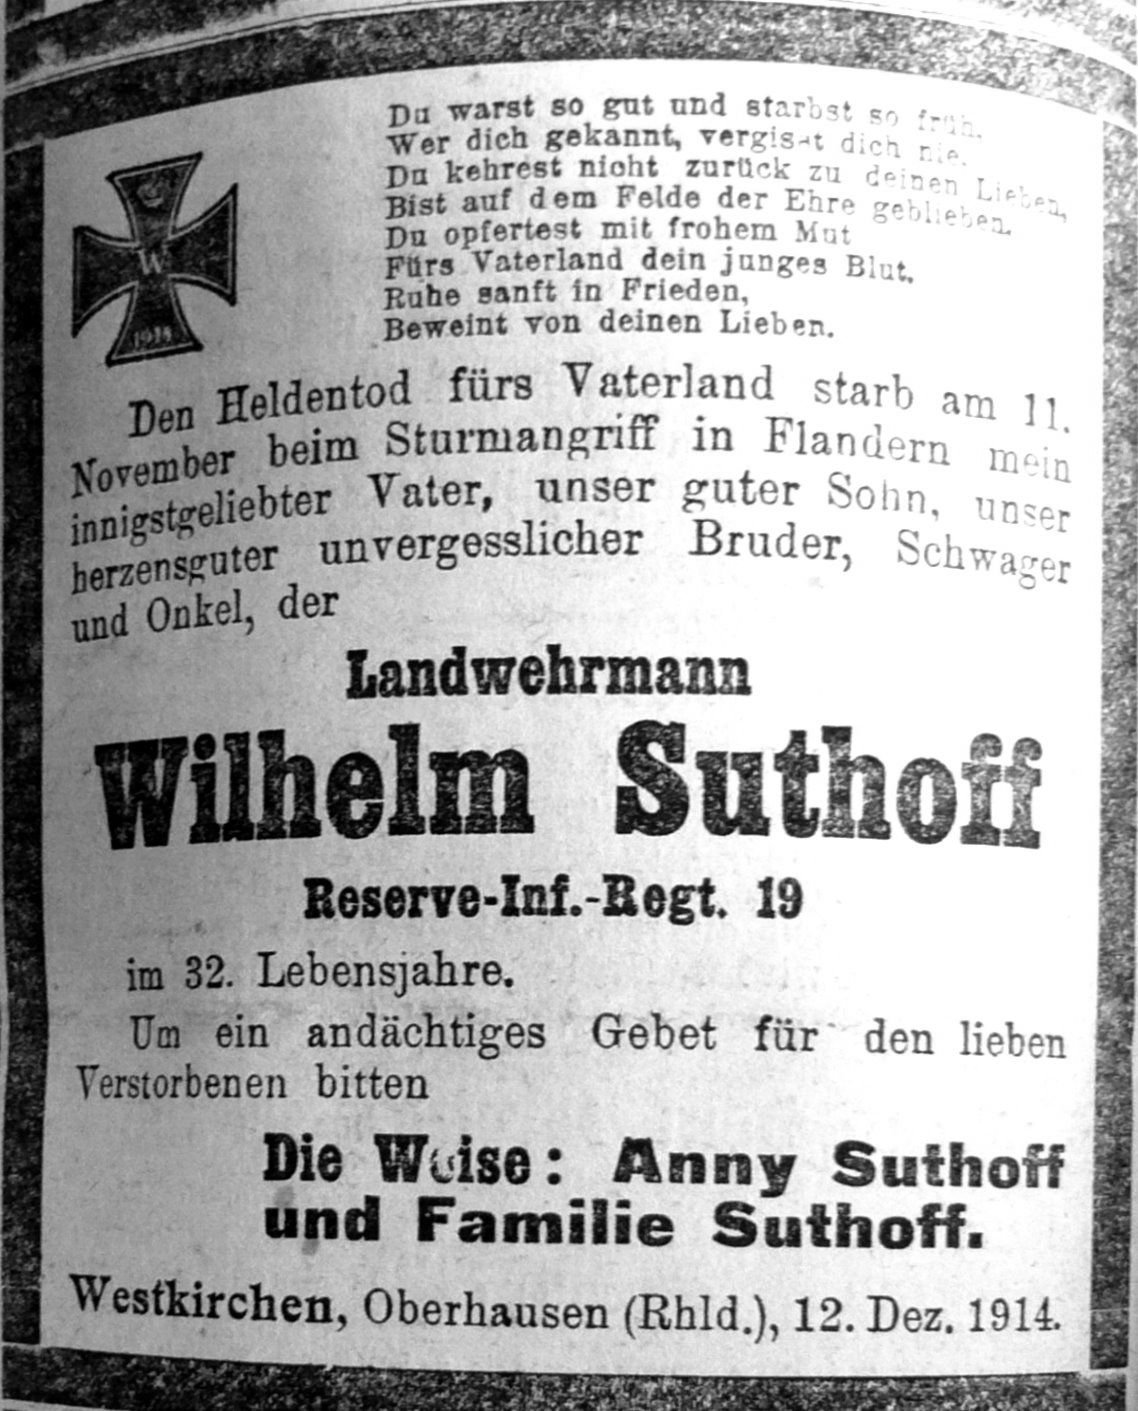 W
1914
Du warst so gut und starbst so früh.
Wer dich gekannt, vergisst dich nie.
Du kehrest nicht zurück zu deinen Lieben,
Bist auf dem Felde der Ehre geblieben.
Du opfertest mit frohem Mut
Fürs Vaterland dein junges Blut.
Ruhe sanft in Frieden,
Beweint von deinen Lieben.
Den Heldentod fürs Vaterland starb am 11.
November beim Sturmangriff in Flandern mein
innigstgeliebter Vater, unser guter Sohn, unser
herzensguter unvergesslicher Bruder, Schwager
und Onkel, der
Landwehrmann
Wilhelm Suthoff
Reserve-Inf.-Regt. 19
im 32. Lebensjahre.
Um ein andächtiges Gebet für den lieben
Verstorbenen bitten
Die Waise: Anny Suthoff
und Familie Suthoff.
Westkirchen, Oberhausen (Rhld.), 12. Dez. 1914.